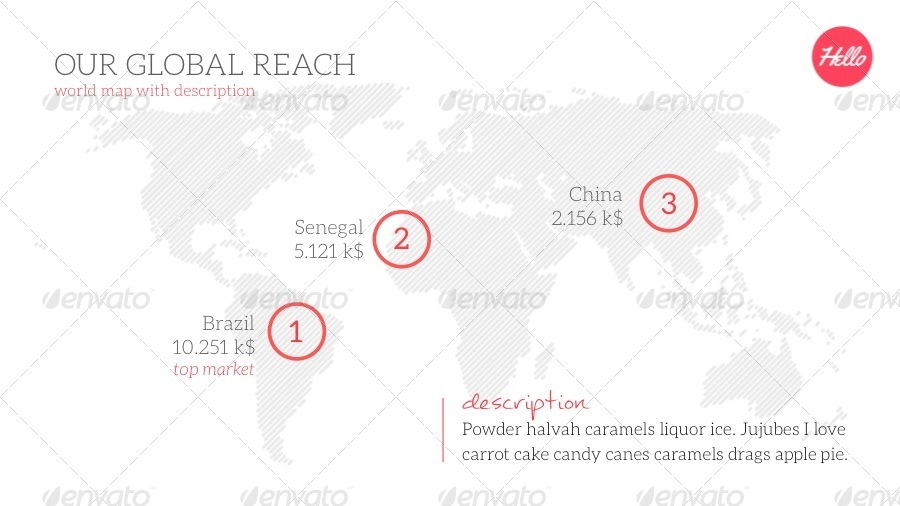 OUR GLOBAL REACH
world map with description
Hello
China
2.156 k$
3
Senegal
5.121 k$
2
Brazil
10.251 k$
top market
1
description
Powder halvah caramels liquor ice. Jujubes I love
carrot cake candy canes caramels drags apple pie.
envato envato envato envato envato
envato envato envato envato envato
envato envato envato envato envato